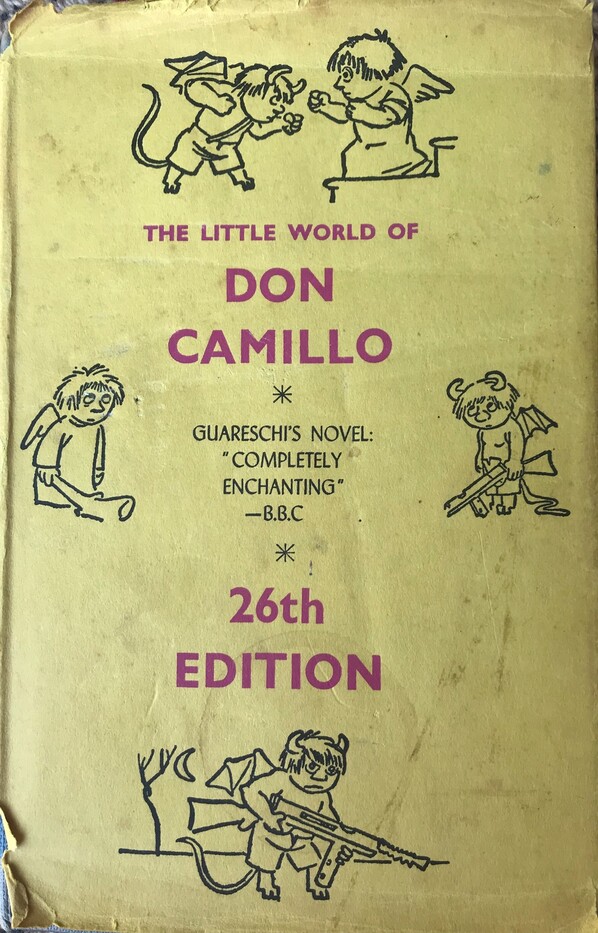 THE LITTLE WORLD OF
DON
CAMILLO
*
GUARESCHI'S NOVEL:
"COMPLETELY
ENCHANTING"
—B.B.C
*
26th
EDITION